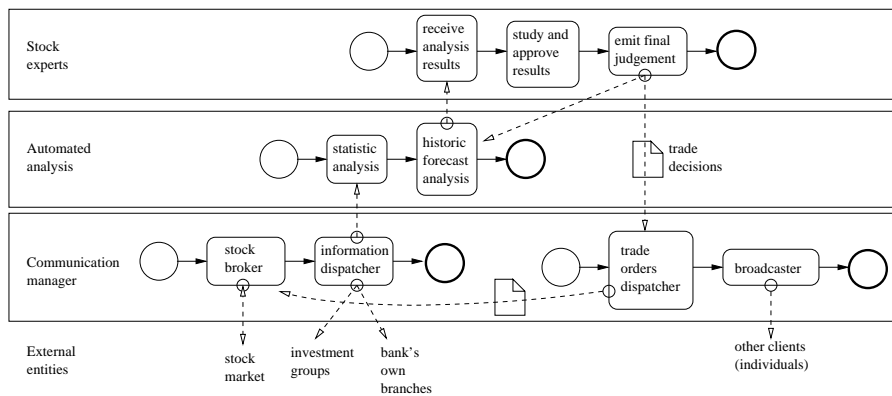 Stock
experts
receive
analysis
results
study and
approve
results
emit final
judgement
Automated
analysis
statistic
analysis
historic
forecast
analysis
trade
decisions
Communication
manager
stock
broker
information
dispatcher
trade
orders
dispatcher
broadcaster
External
entities
stock
market
investment
groups
bank's
own
branches
other clients
(individuals)